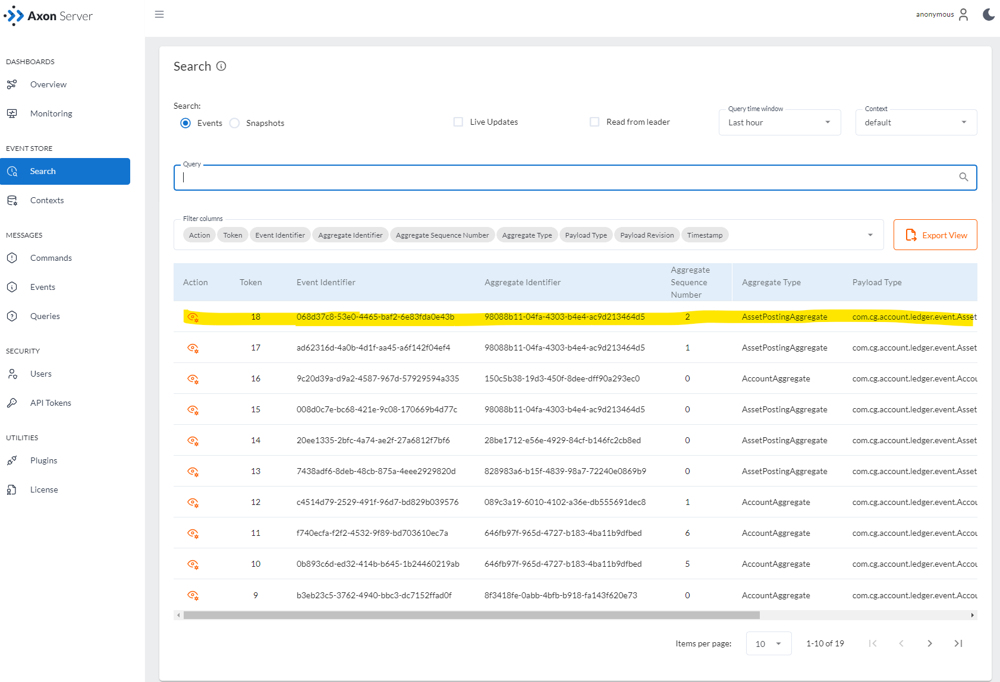 Axon Server
anonymous
DASHBOARDS
Overview
Monitoring
EVENT STORE
Search
Contexts
MESSAGES
Commands
Events
Queries
SECURITY
Users
API Tokens
UTILITIES
Plugins
License
Search
Search:
Events Snapshots Live Updates Read from leader
Query time window
Last hour
Context
default
Query
Filter columns
Action Token Event Identifier Aggregate Identifier Aggregate Sequence Number Aggregate Type Payload Type Payload Revision Timestamp
Export View
Action Token Event Identifier Aggregate Identifier Aggregate Sequence Number Aggregate Type Payload Type
18 068d37c8-53e0-4465-baf2-6e83fda0e43b 98088b11-04fa-4303-b4e4-ac9d213464d5 2 AssetPostingAggregate com.cg.account.ledger.event.Asset
17 ad62316d-4a0b-4d1f-aa45-a6f142f04ef4 98088b11-04fa-4303-b4e4-ac9d213464d5 1 AssetPostingAggregate com.cg.account.ledger.event.Asset
16 9c20d39a-d9a2-4587-967d-57929594a335 150c5b38-19d3-450f-8dee-dff90a293ec0 0 AccountAggregate com.cg.account.ledger.event.Accou
15 008d0c7e-bc68-421e-9c08-170669b4d77c 98088b11-04fa-4303-b4e4-ac9d213464d5 0 AssetPostingAggregate com.cg.account.ledger.event.Asset
14 20ee1335-2bfc-4a74-ae2f-27a6812f7bf6 28be1712-e56e-4929-84cf-b146fc2cb8ed 0 AssetPostingAggregate com.cg.account.ledger.event.Asset
13 7438adf6-8deb-48cb-875a-4eee2929820d 828983a6-b15f-4839-98a7-72240e0869b9 0 AssetPostingAggregate com.cg.account.ledger.event.Asset
12 c4514d79-2529-491f-96d7-bd829b039576 089c3a19-6010-4102-a36e-db555691dec8 1 AccountAggregate com.cg.account.ledger.event.Accou
11 f740ecfa-f2f2-4532-9f89-bd703610ec7a 646fb97f-965d-4727-b183-4ba11b9dfbed 6 AccountAggregate com.cg.account.ledger.event.Accou
10 0b893c6d-ed32-414b-b645-1b24460219ab 646fb97f-965d-4727-b183-4ba11b9dfbed 5 AccountAggregate com.cg.account.ledger.event.Accou
9 b3eb23c5-3762-4940-bbc3-dc7152ffad0f 8f3418fe-0abb-4bfb-b918-fa143f620e73 0 AccountAggregate com.cg.account.ledger.event.Accou
Items per page: 10 1-10 of 19